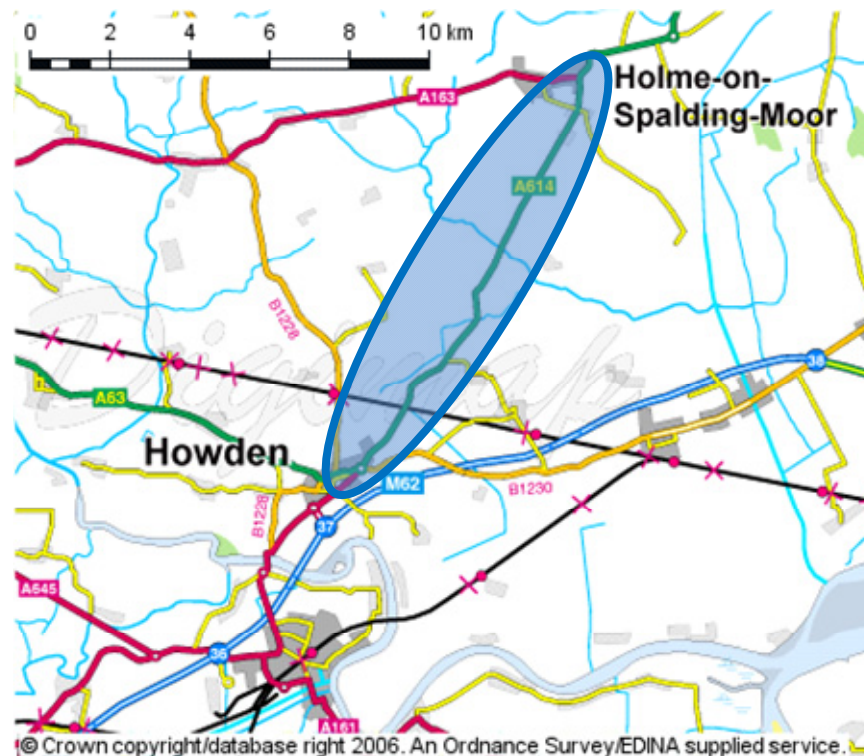 0 2 4 6 8 10 km
Holme-on-
Spalding-Moor
A163
A614
B1228
38
A63
Digimap
Howden
M62
B1230
B1228
37
A645
36
A161
© Crown copyright/database right 2006. An Ordnance Survey/EDINA supplied service.